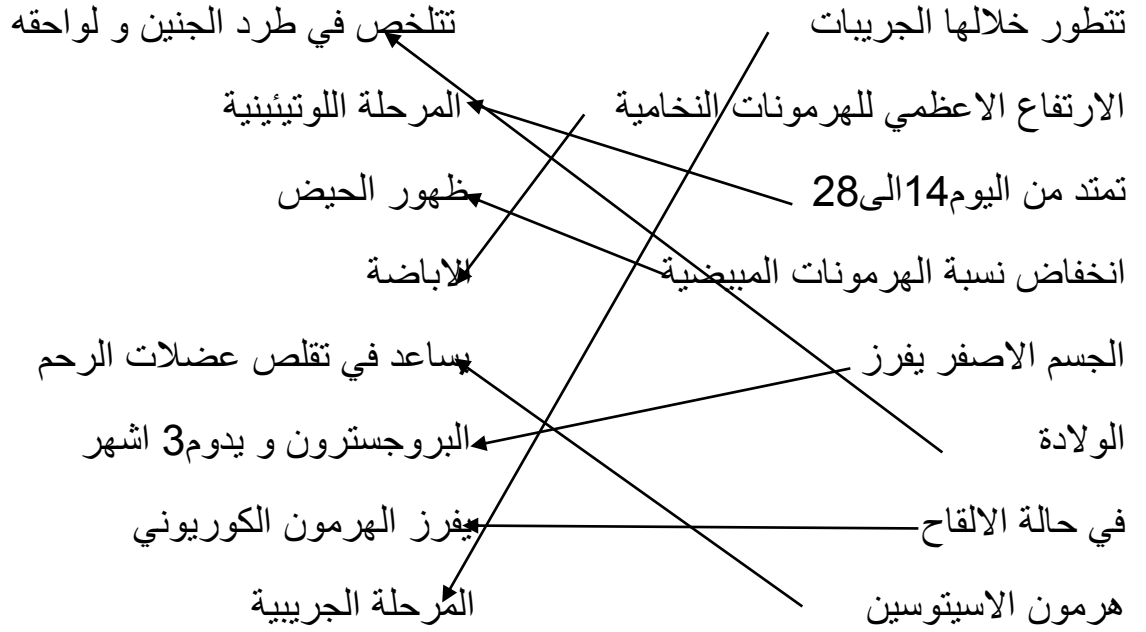 تتطور خلالها الجريبات تتلخص في طرد الجنين و لواحقه
الارتفاع الاعظمي للهرمونات النخامية المرحلة اللوتيئينية
تمتد من اليوم14الى28 ظهور الحيض
انخفاض نسبة الهرمونات المبيضية الاباضة
الجسم الاصفر يفرز يساعد في تقلص عضلات الرحم
الولادة البروجسترون و يدوم3 اشهر
في حالة الالقاح يفرز الهرمون الكوريوني
هرمون الاسيتوسين المرحلة الجريبية